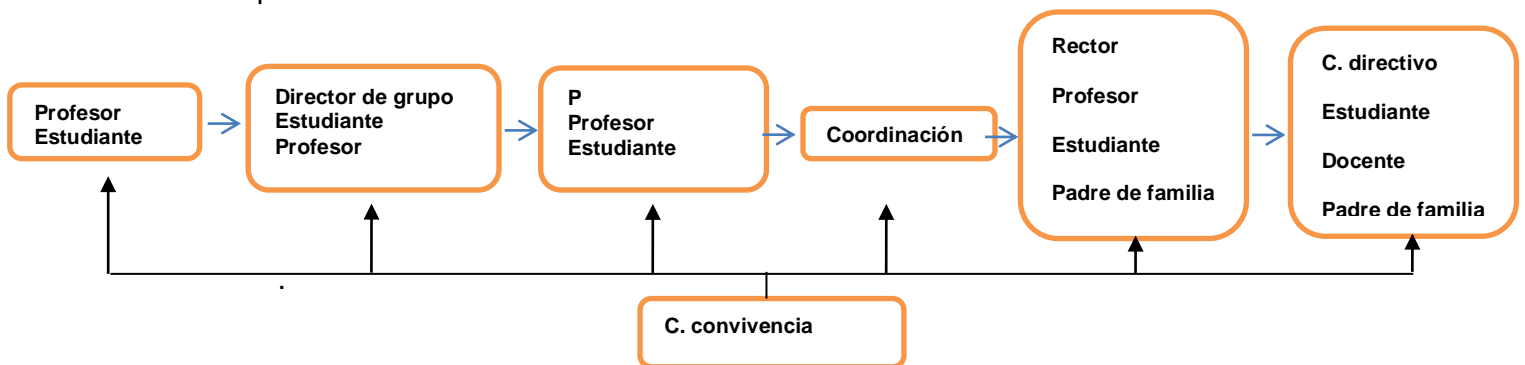 Profesor
Estudiante
Director de grupo
Estudiante
Profesor
P
Profesor
Estudiante
Coordinación
Rector
Profesor
Estudiante
Padre de familia
C. directivo
Estudiante
Docente
Padre de familia
.
C. convivencia